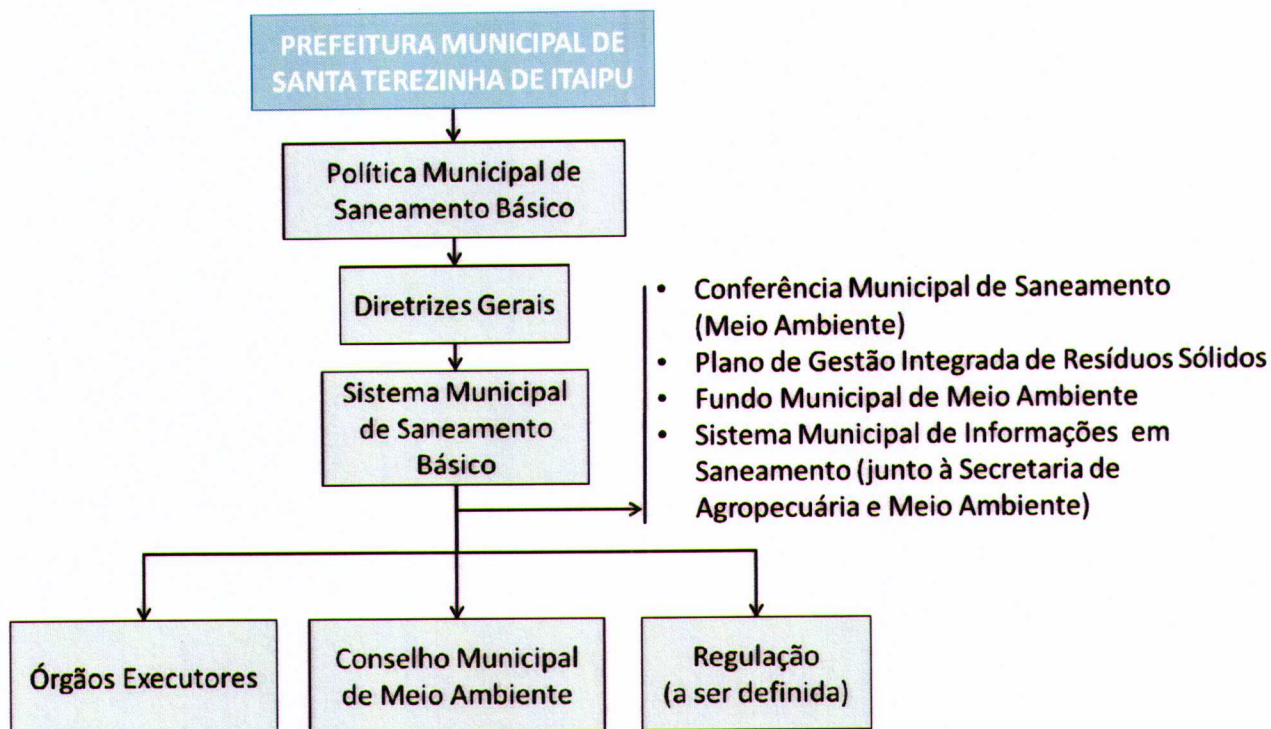 PREFEITURA MUNICIPAL DE
SANTA TEREZINHA DE ITAIPU
Política Municipal de
Saneamento Básico
Diretrizes Gerais
Sistema Municipal
de Saneamento
Básico
• Conferência Municipal de Saneamento
(Meio Ambiente)
• Plano de Gestão Integrada de Resíduos Sólidos
• Fundo Municipal de Meio Ambiente
• Sistema Municipal de Informações em
Saneamento (junto à Secretaria de
Agropecuária e Meio Ambiente)
Órgãos Executores
Conselho Municipal
de Meio Ambiente
Regulação
(a ser definida)